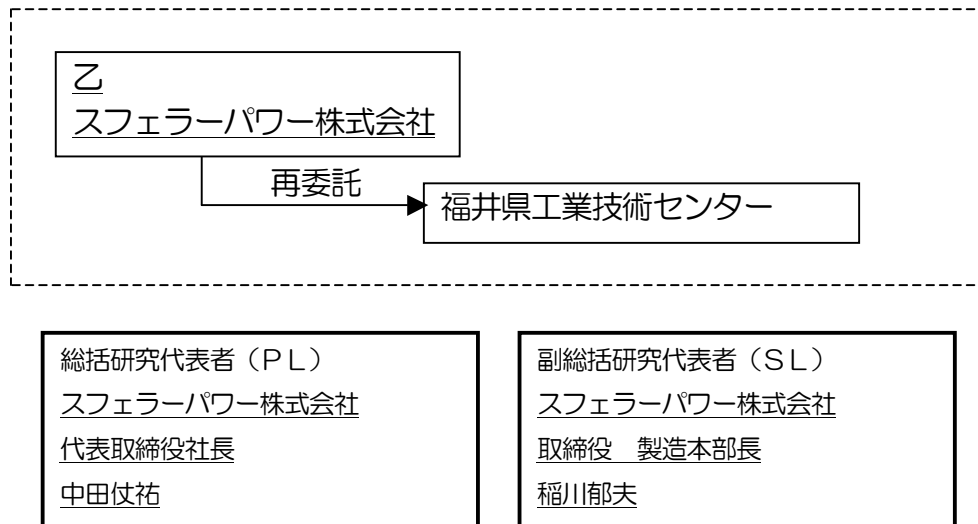 乙
スフェラーパワー株式会社
再委託
福井県工業技術センター
総括研究代表者（ＰＬ）
スフェラーパワー株式会社
代表取締役社長
中田仗祐
副総括研究代表者（ＳＬ）
スフェラーパワー株式会社
取締役　製造本部長
稲川郁夫